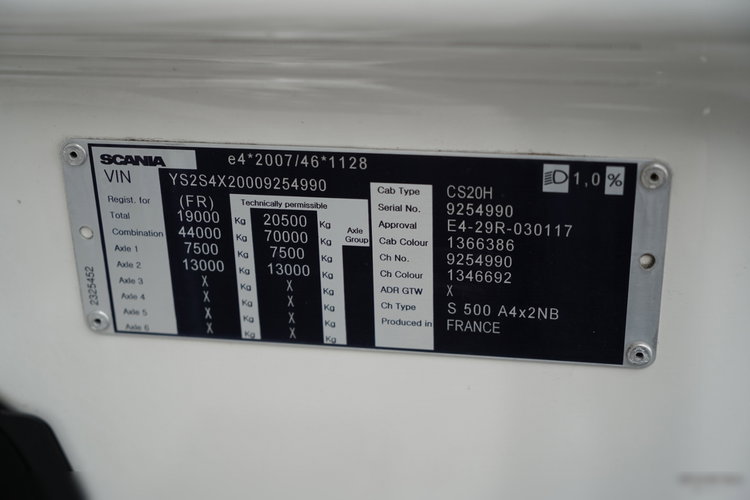 SCANIA e4*2007/46*1128 1,0 %
VIN YS2S4X20009254990
Regist. for (FR) Technically permissible
Total 19000 Kg 20500 Kg Axle Group
Combination 44000 Kg 70000 Kg
Axle 1 7500 Kg 7500 Kg
Axle 2 13000 Kg 13000 Kg
Axle 3 X Kg X Kg
Axle 4 X Kg X Kg
Axle 5 X Kg X Kg
Axle 6 X Kg X Kg
Cab Type CS20H
Serial No. 9254990
Approval E4-29R-030117
Cab Colour 1366386
Ch No. 9254990
Ch Colour 1346692
ADR GTW X
Ch Type S 500 A4x2NB
Produced in FRANCE
2325452